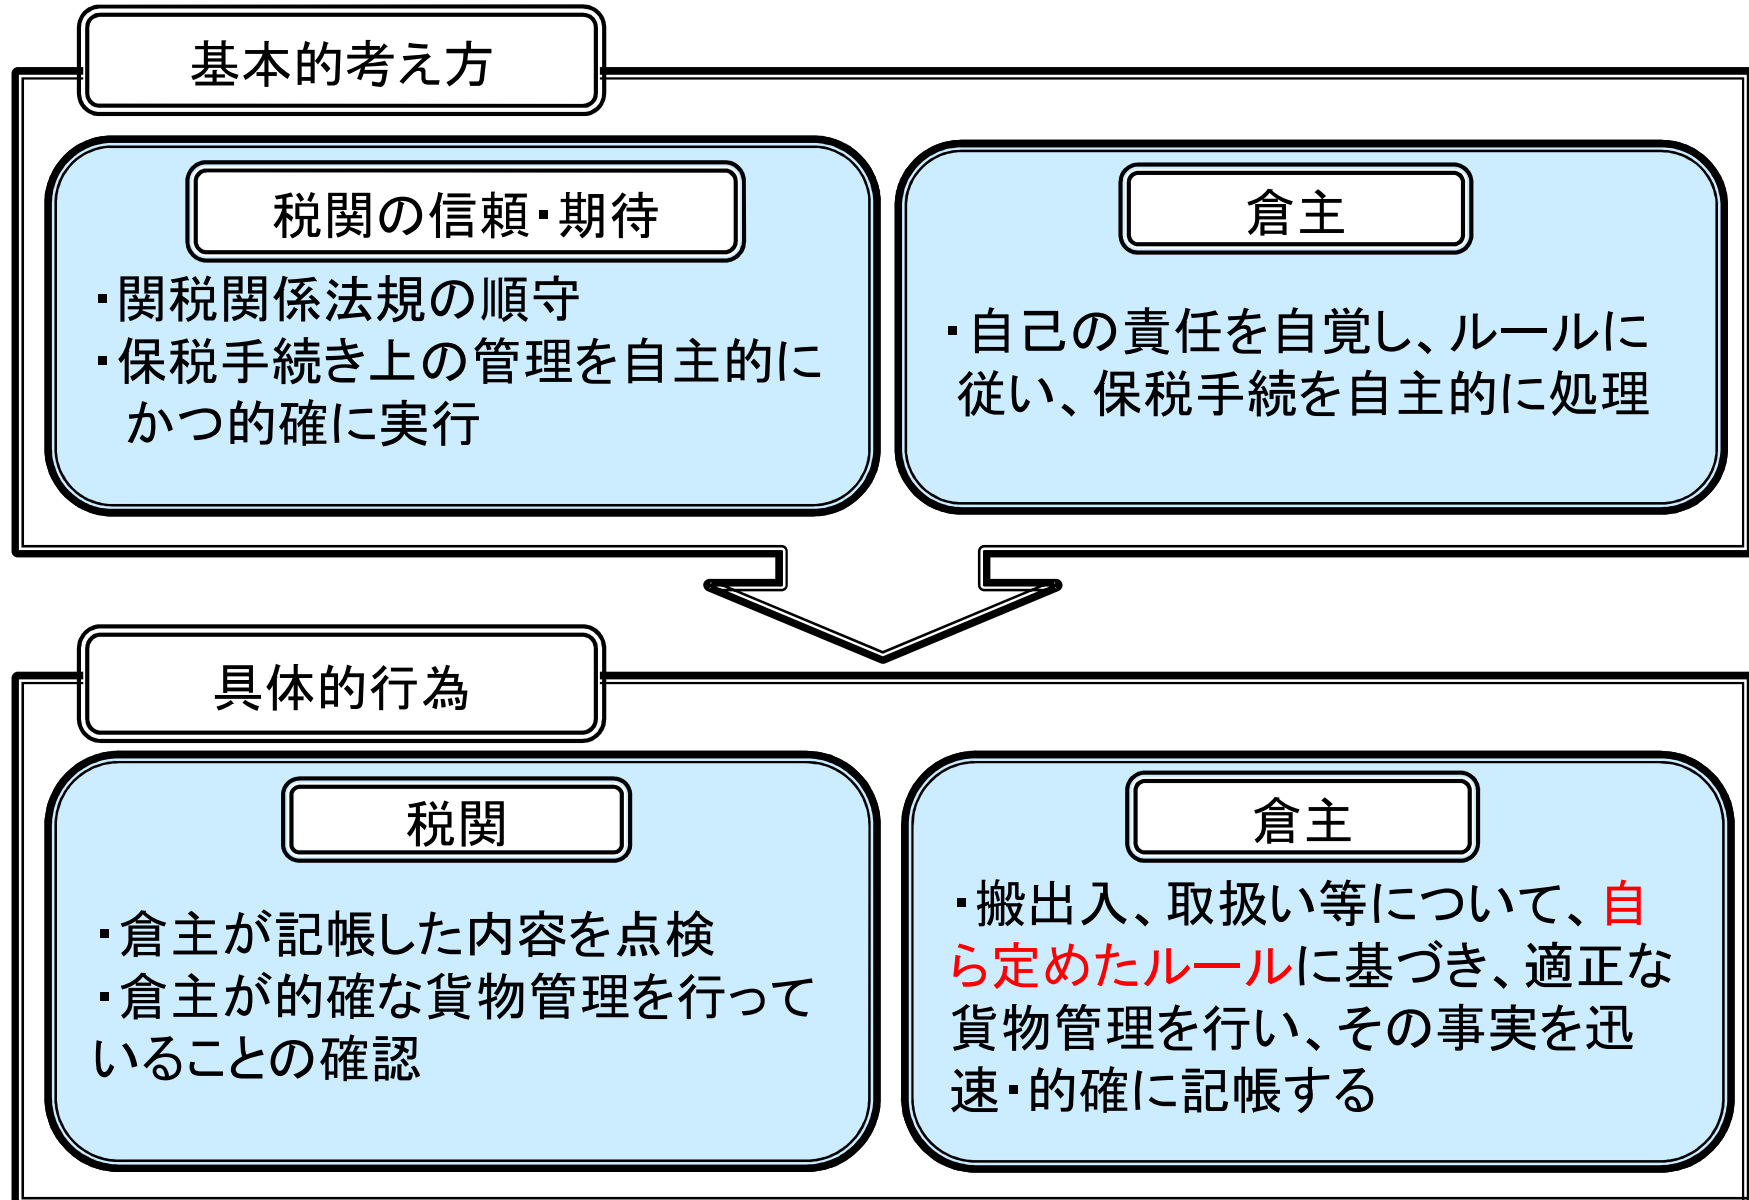 基本的考え方
税関の信頼・期待
・関税関係法規の順守
・保税手続き上の管理を自主的に
かつ的確に実行
倉主
・自己の責任を自覚し、ルールに
従い、保税手続を自主的に処理
具体的行為
税関
・倉主が記帳した内容を点検
・倉主が的確な貨物管理を行って
いることの確認
倉主
・搬出入、取扱い等について、自
ら定めたルールに基づき、適正な
貨物管理を行い、その事実を迅
速・的確に記帳する